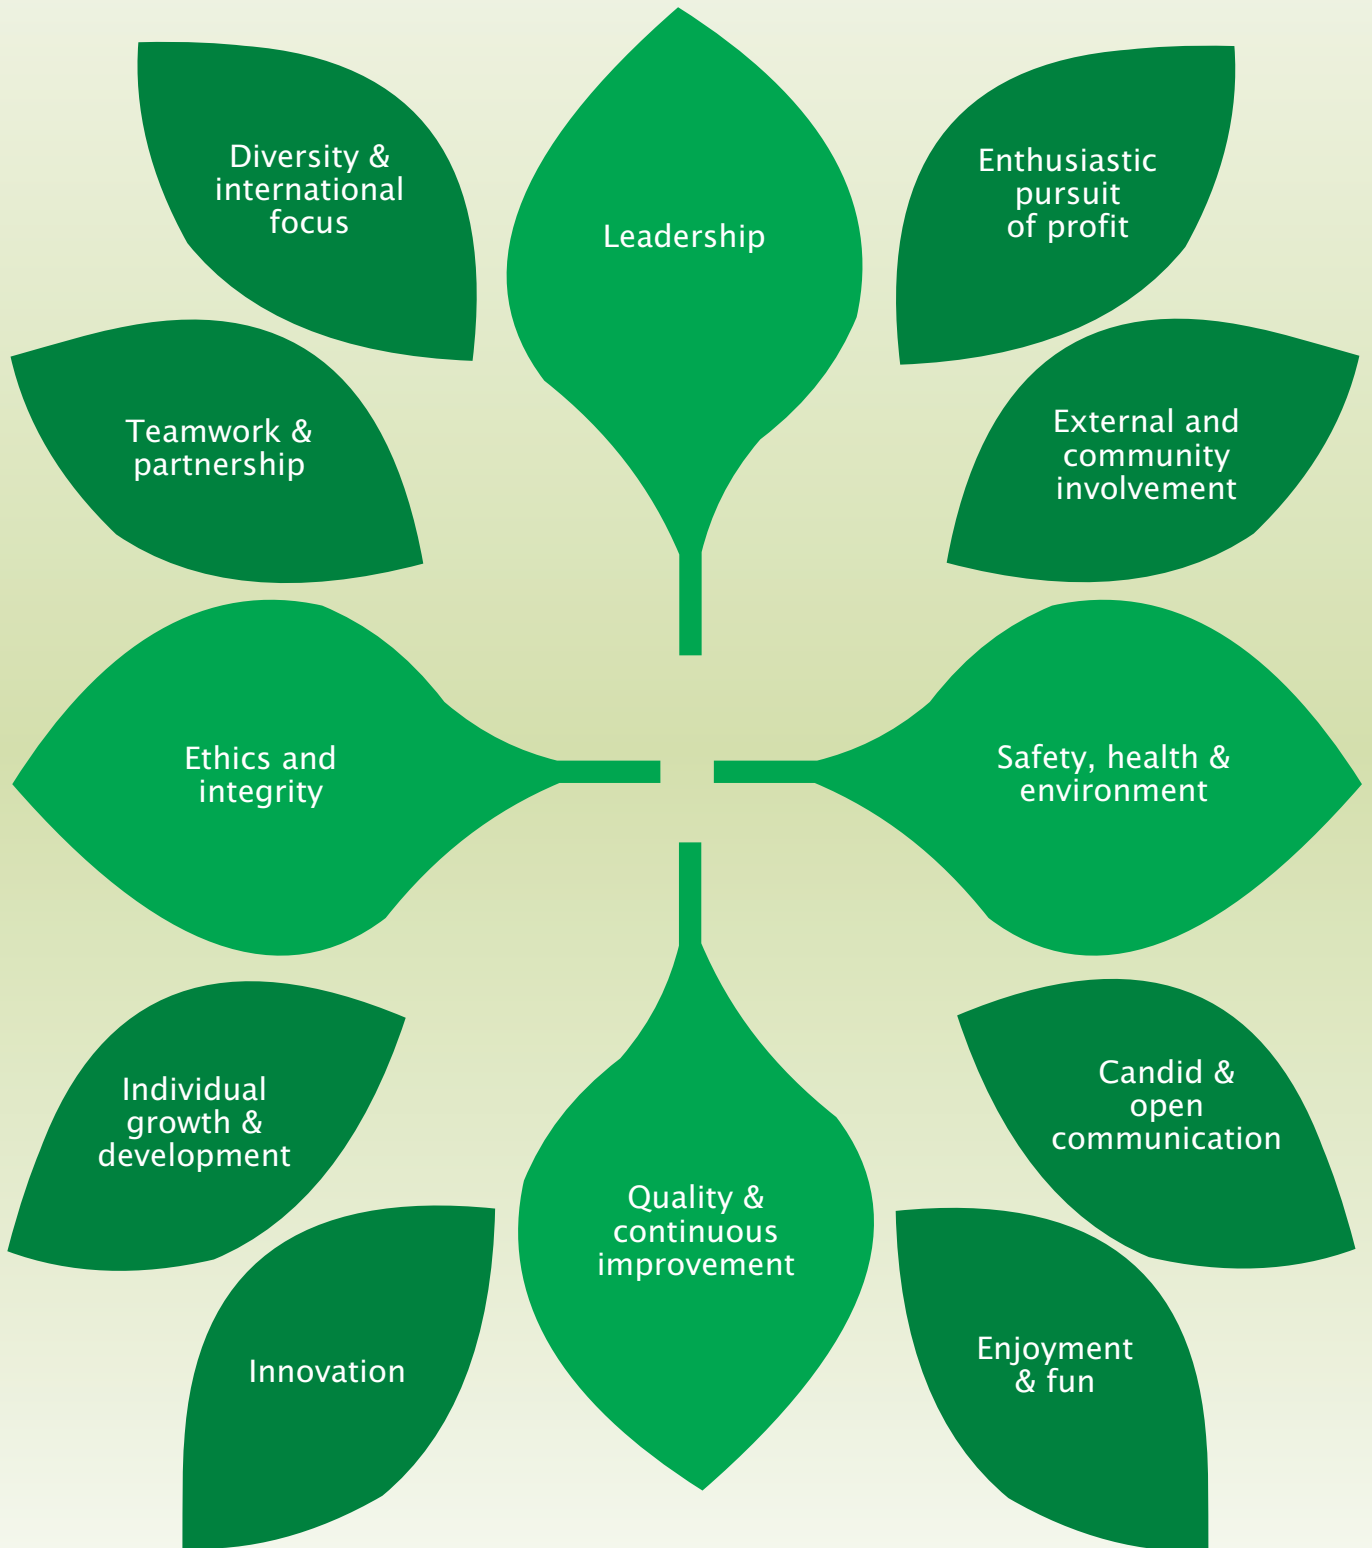 Diversity &
international
focus
Leadership
Enthusiastic
pursuit
of profit
Teamwork &
partnership
External and
community
involvement
Ethics and
integrity
Safety, health &
environment
Individual
growth &
development
Candid &
open
communication
Quality &
continuous
improvement
Innovation
Enjoyment
& fun